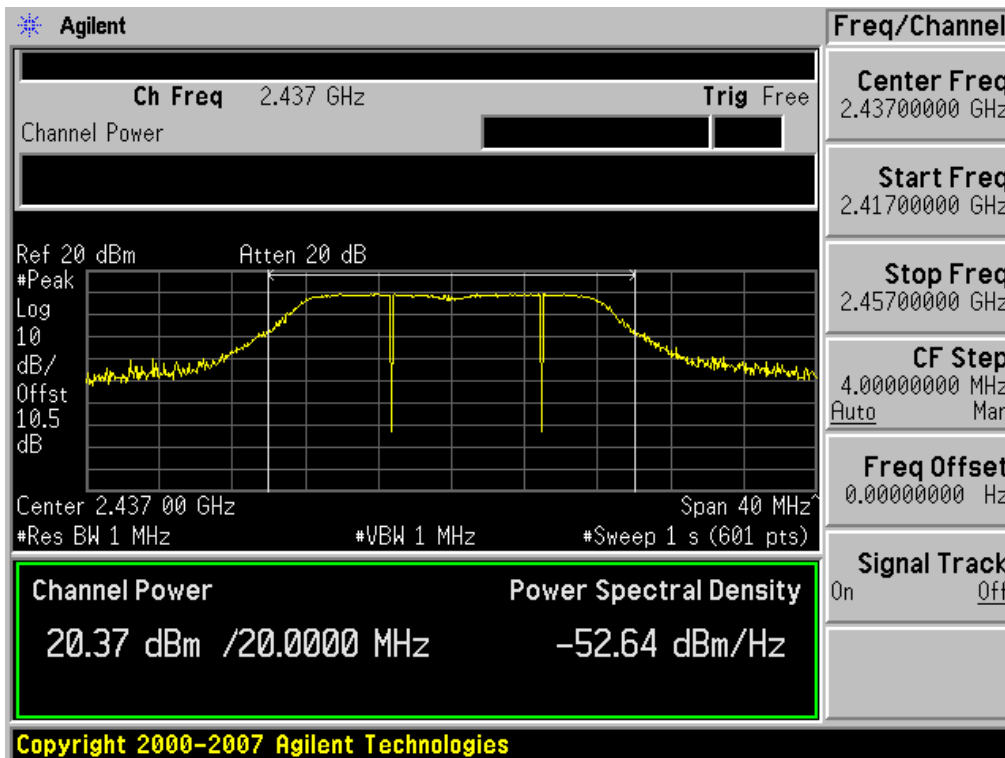 Agilent
Freq/Channel
Ch Freq 2.437 GHz Trig Free
Channel Power
Center Freq
2.43700000 GHz
Start Freq
2.41700000 GHz
Stop Freq
2.45700000 GHz
CF Step
4.00000000 MHz
Auto Man
Freq Offset
0.00000000 Hz
Signal Track
On Off
Ref 20 dBm Atten 20 dB
#Peak
Log
10
dB/
Offst
10.5
dB
Center 2.437 00 GHz Span 40 MHz^
#Res BW 1 MHz #VBW 1 MHz #Sweep 1 s (601 pts)
Channel Power Power Spectral Density
20.37 dBm /20.0000 MHz -52.64 dBm/Hz
Copyright 2000-2007 Agilent Technologies